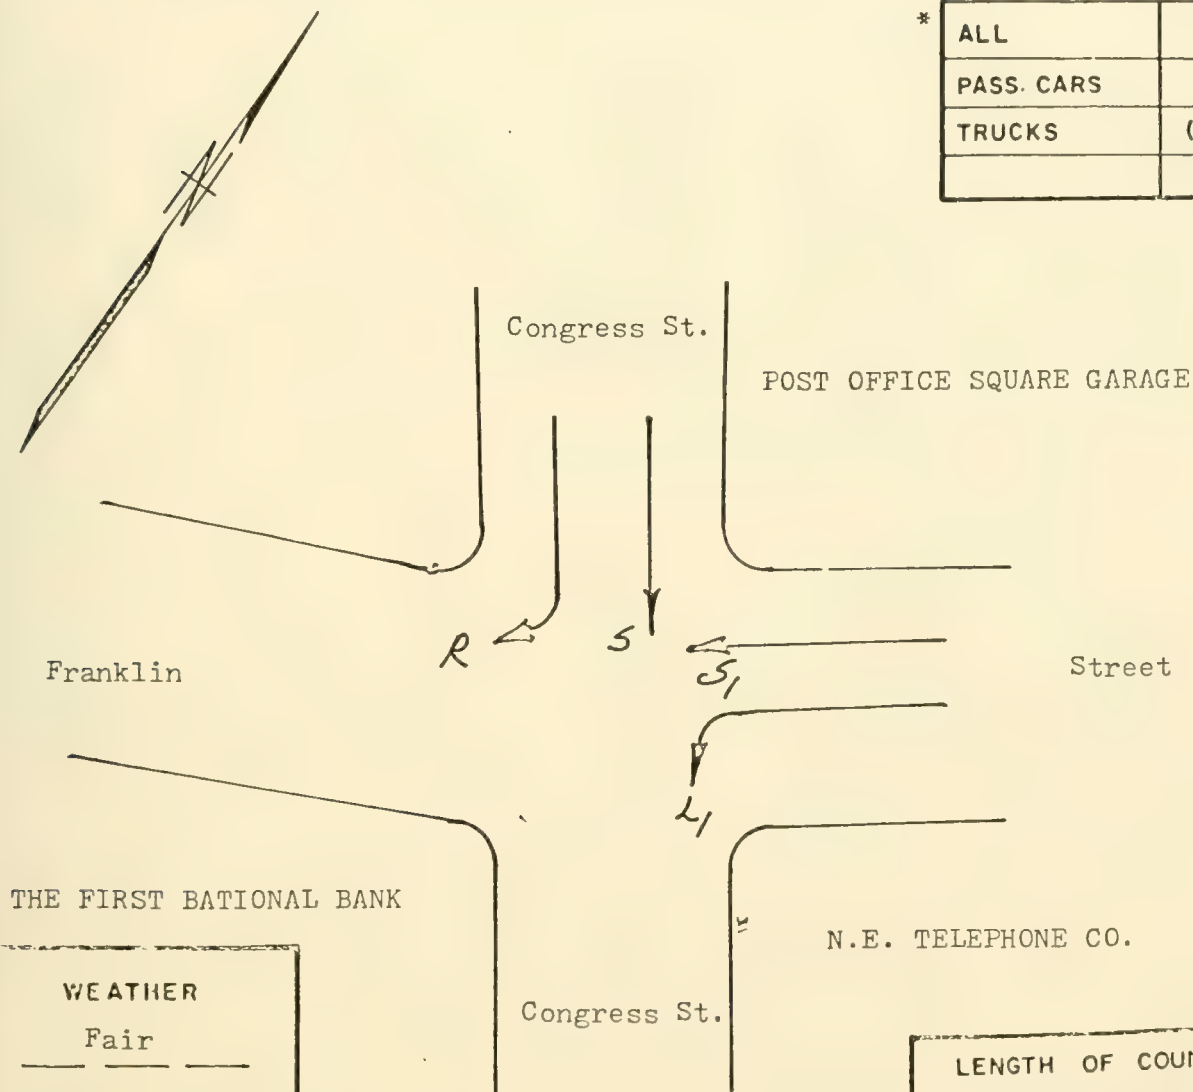 *
ALL
PASS. CARS
TRUCKS (
N
Congress St.
POST OFFICE SQUARE GARAGE
R
S
S1
Franklin
Street
L1
THE FIRST BATIONAL BANK
N.E. TELEPHONE CO.
WEATHER
Fair
Congress St.
LENGTH OF COUN